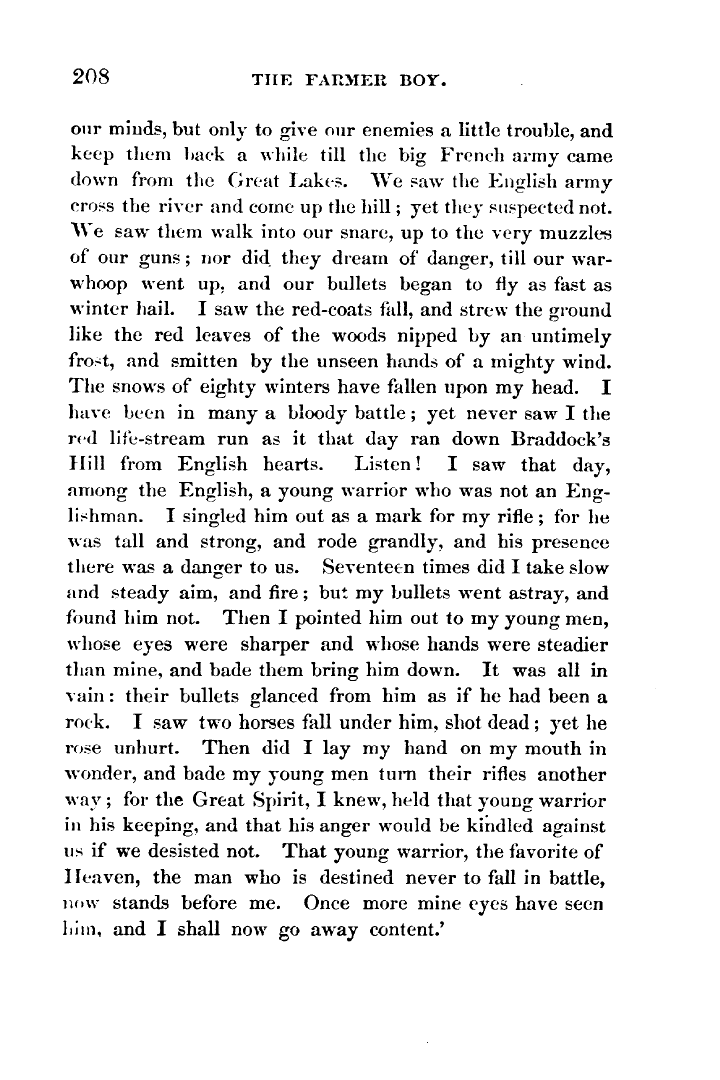 208 THE FARMER BOY.
our minds, but only to give our enemies a little trouble, and
keep them back a while till the big French army came
down from the Great Lakes. We saw the English army
cross the river and come up the hill; yet they suspected not.
We saw them walk into our snare, up to the very muzzles
of our guns; nor did they dream of danger, till our war-
whoop went up, and our bullets began to fly as fast as
winter hail. I saw the red-coats fall, and strew the ground
like the red leaves of the woods nipped by an untimely
frost, and smitten by the unseen hands of a mighty wind.
The snows of eighty winters have fallen upon my head. I
have been in many a bloody battle; yet never saw I the
red life-stream run as it that day ran down Braddock's
Hill from English hearts. Listen! I saw that day,
among the English, a young warrior who was not an Eng-
lishman. I singled him out as a mark for my rifle; for he
was tall and strong, and rode grandly, and his presence
there was a danger to us. Seventeen times did I take slow
and steady aim, and fire; but my bullets went astray, and
found him not. Then I pointed him out to my young men,
whose eyes were sharper and whose hands were steadier
than mine, and bade them bring him down. It was all in
vain: their bullets glanced from him as if he had been a
rock. I saw two horses fall under him, shot dead; yet he
rose unhurt. Then did I lay my hand on my mouth in
wonder, and bade my young men turn their rifles another
way; for the Great Spirit, I knew, held that young warrior
in his keeping, and that his anger would be kindled against
us if we desisted not. That young warrior, the favorite of
Heaven, the man who is destined never to fall in battle,
now stands before me. Once more mine eyes have seen
him, and I shall now go away content.'